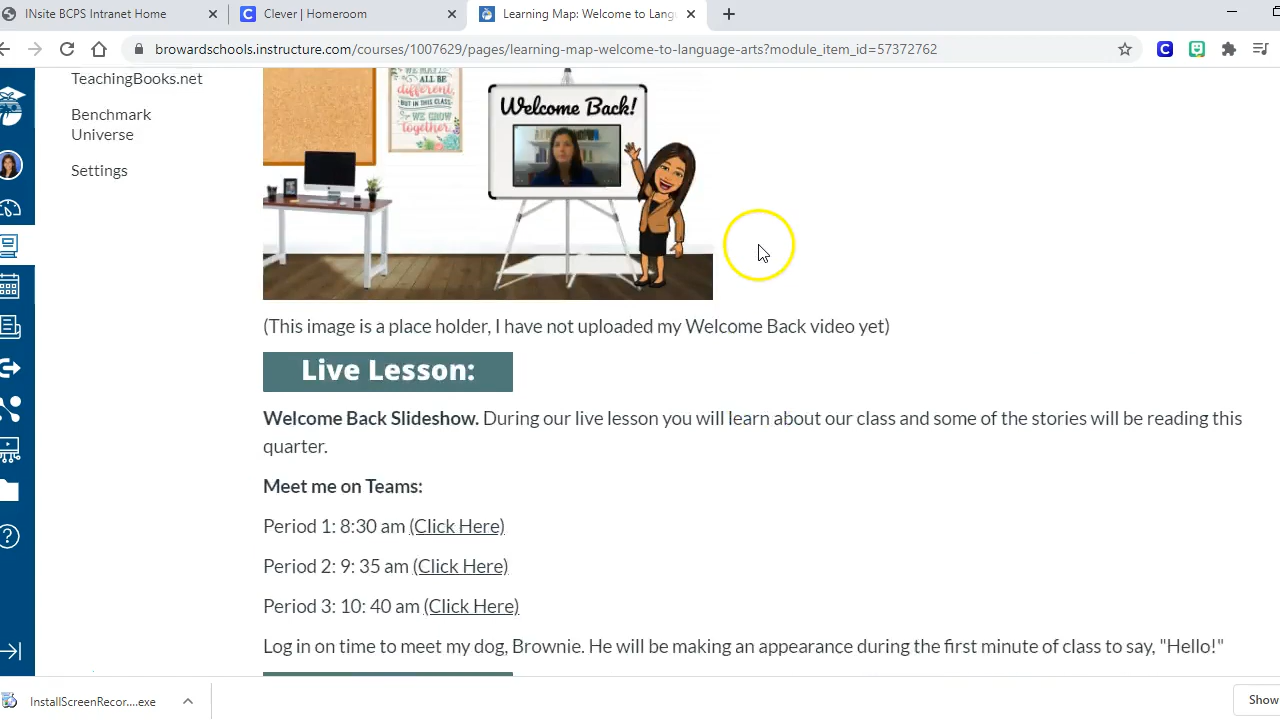 INsite BCPS Intranet Home
Clever | Homeroom
Learning Map: Welcome to Langu
browardschools.instructure.com/courses/1007629/pages/learning-map-welcome-to-language-arts?module_item_id=57372762
TeachingBooks.net
Benchmark
Universe
Settings
ALL BE
different,
BUT IN THIS CLASS
WE GROW
together.
Welcome Back!
(This image is a place holder, I have not uploaded my Welcome Back video yet)
Live Lesson:
Welcome Back Slideshow. During our live lesson you will learn about our class and some of the stories will be reading this
quarter.
Meet me on Teams:
Period 1: 8:30 am (Click Here)
Period 2: 9: 35 am (Click Here)
Period 3: 10: 40 am (Click Here)
Log in on time to meet my dog, Brownie. He will be making an appearance during the first minute of class to say, "Hello!"
InstallScreenRecor....exe
Show